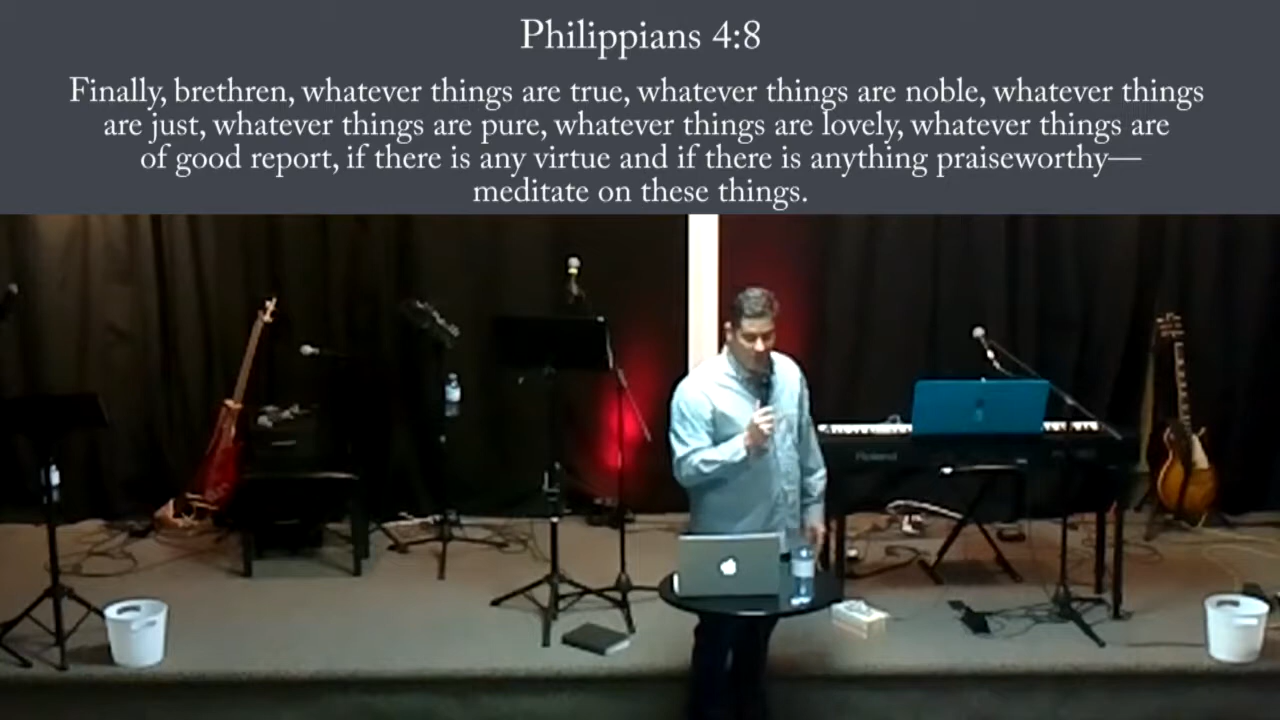 Philippians 4:8
Finally, brethren, whatever things are true, whatever things are noble, whatever things
are just, whatever things are pure, whatever things are lovely, whatever things are
of good report, if there is any virtue and if there is anything praiseworthy—
meditate on these things.
Roland